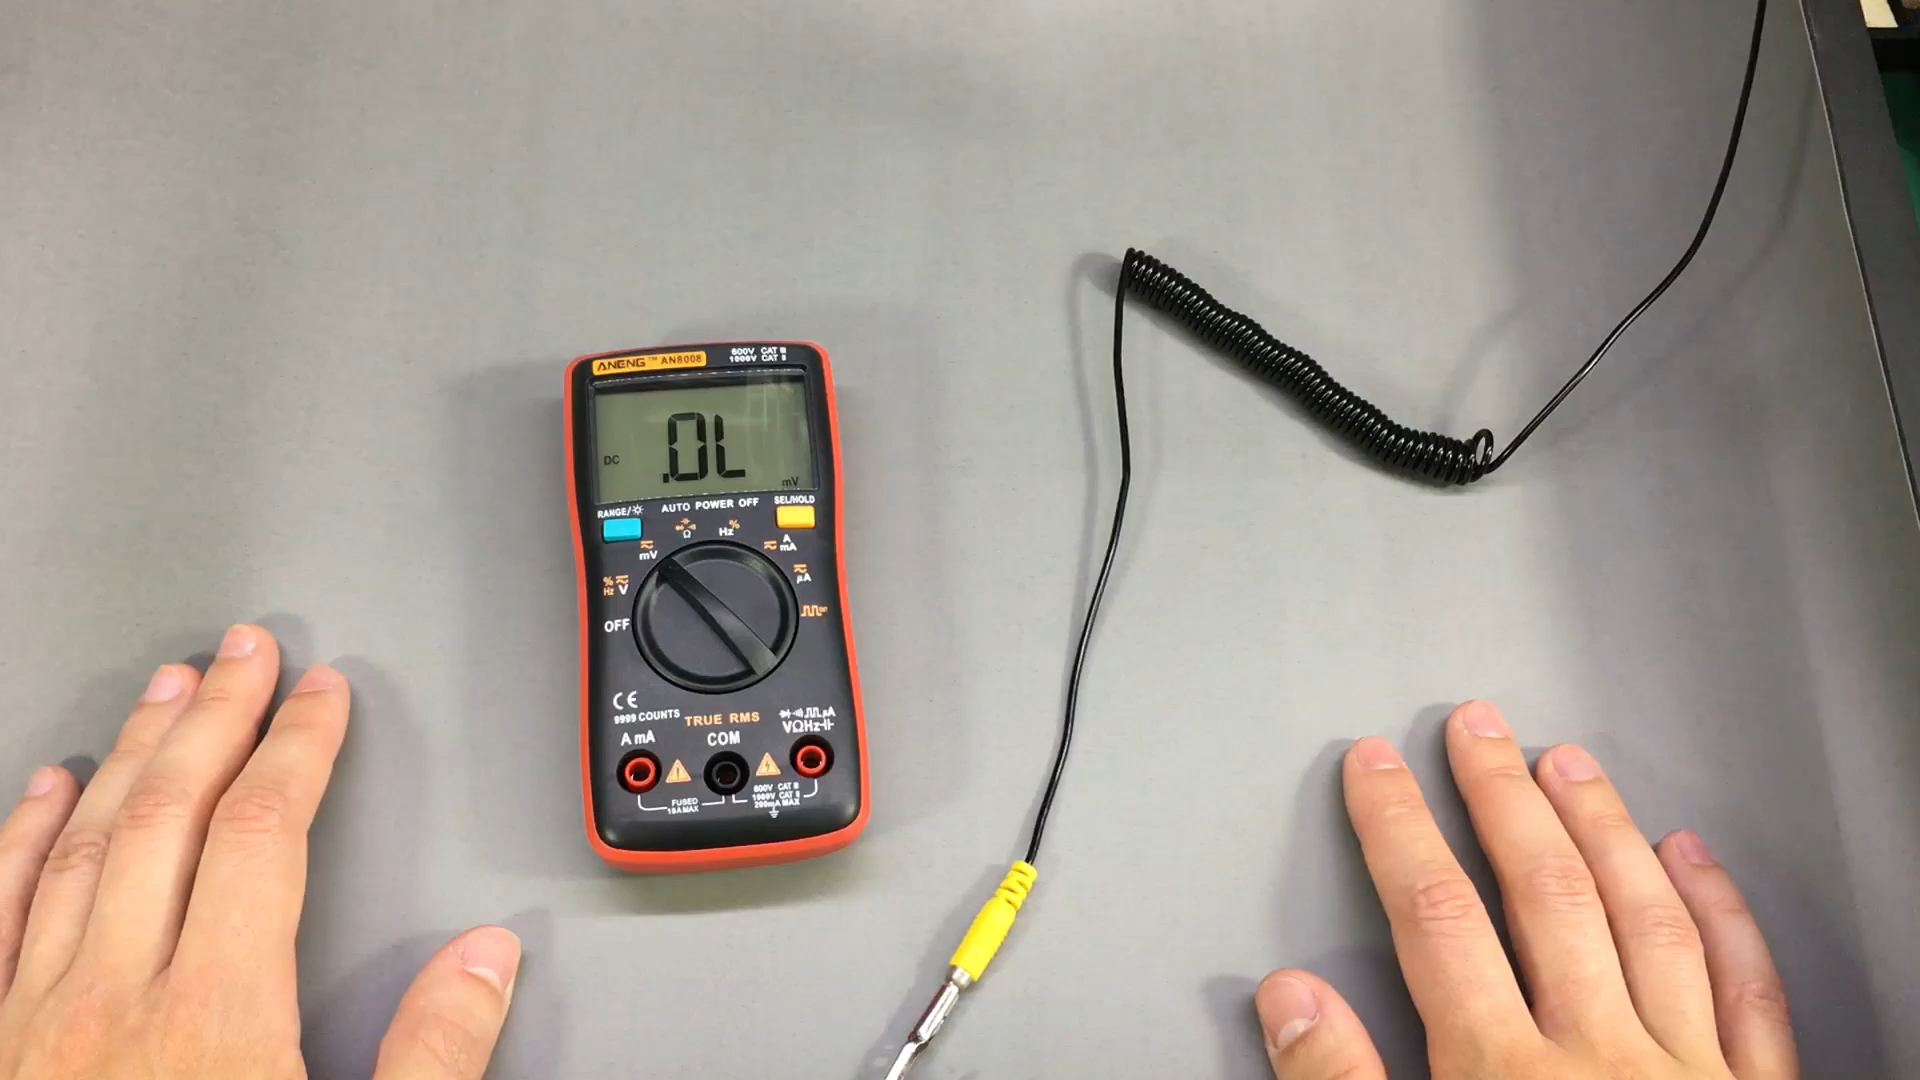 ANENG™ AN8008
600V CAT III
1000V CAT II
.0L
DC
mV
RANGE/
AUTO POWER OFF
SEL/HOLD
mV
Ω
Hz%
A
mA
% Hz
V
µA
OFF
CE
9999 COUNTS
TRUE RMS
µA
A mA
COM
VΩHz
FUSED
10A MAX
600V CAT III
1000V CAT II
200mA MAX